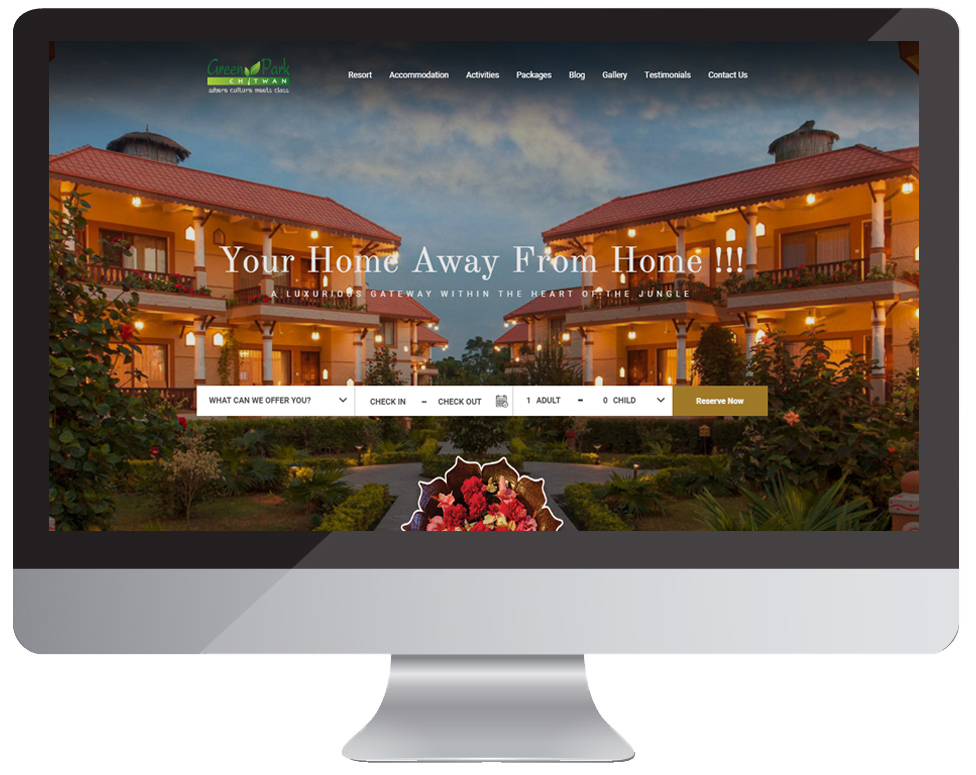 Green Park
CHITWAN
where culture meets class
Resort Accommodation Activities Packages Blog Gallery Testimonials Contact Us
Your Home Away From Home !!!
A LUXURIOUS GATEWAY WITHIN THE HEART OF THE JUNGLE
WHAT CAN WE OFFER YOU? CHECK IN – CHECK OUT 1 ADULT – 0 CHILD Reserve Now